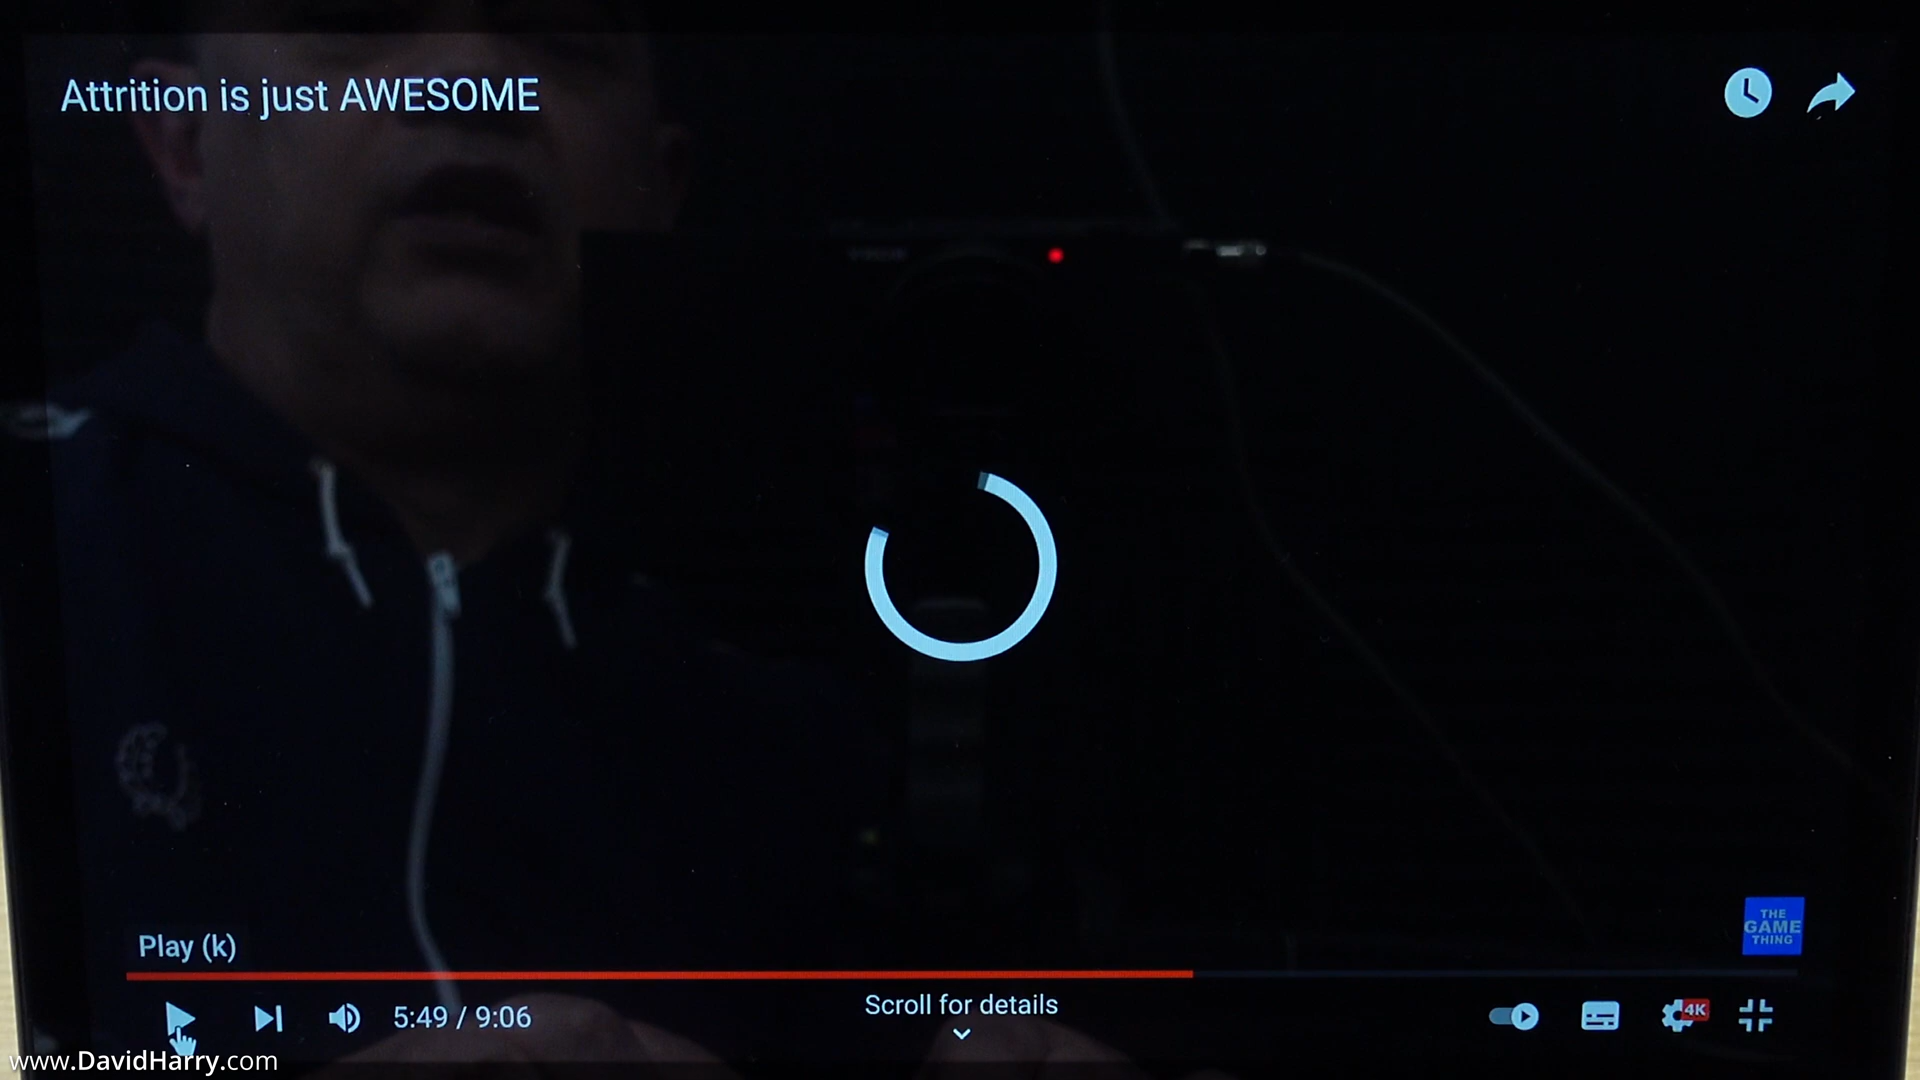 Attrition is just AWESOME
THE
GAME
THING
Play (k)
5:49 / 9:06
Scroll for details
4K
www.DavidHarry.com